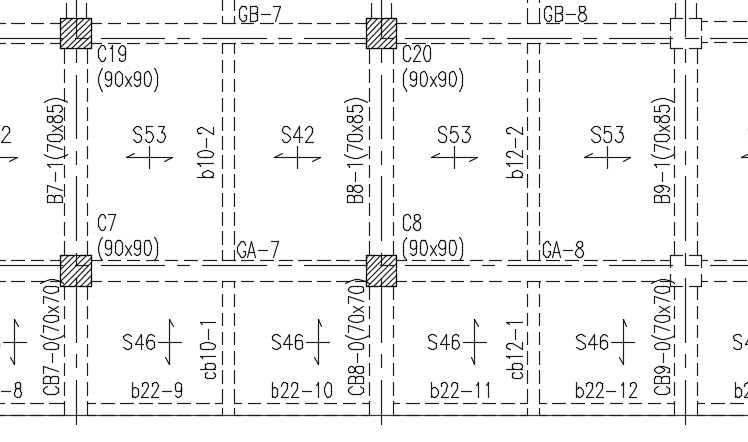 GB-7
GB-8
C19
(90x90)
C20
(90x90)
2
S53
S42
S53
S53
B7-1(70x85)
b10-2
B8-1(70x85)
b12-2
B9-1(70x85)
C7
(90x90)
C8
(90x90)
GA-7
GA-8
CB7-0(70x70)
S46
cb10-1
S46
CB8-0(70x70)
S46
cb12-1
S46
CB9-0(70x70)
-8
b22-9
b22-10
b22-11
b22-12